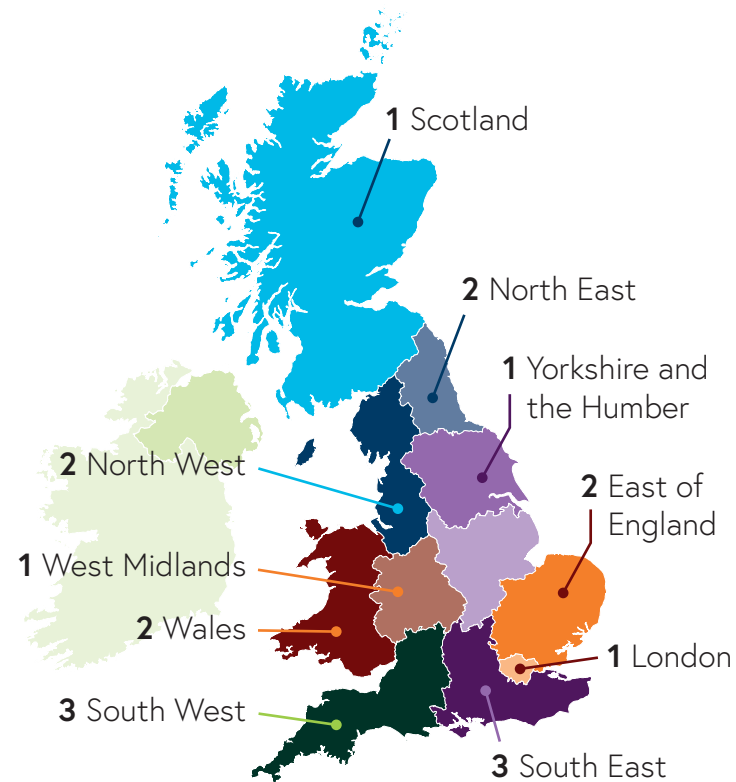 1 Scotland
2 North East
1 Yorkshire and
the Humber
2 North West
2 East of
England
1 West Midlands
2 Wales
1 London
3 South West
3 South East